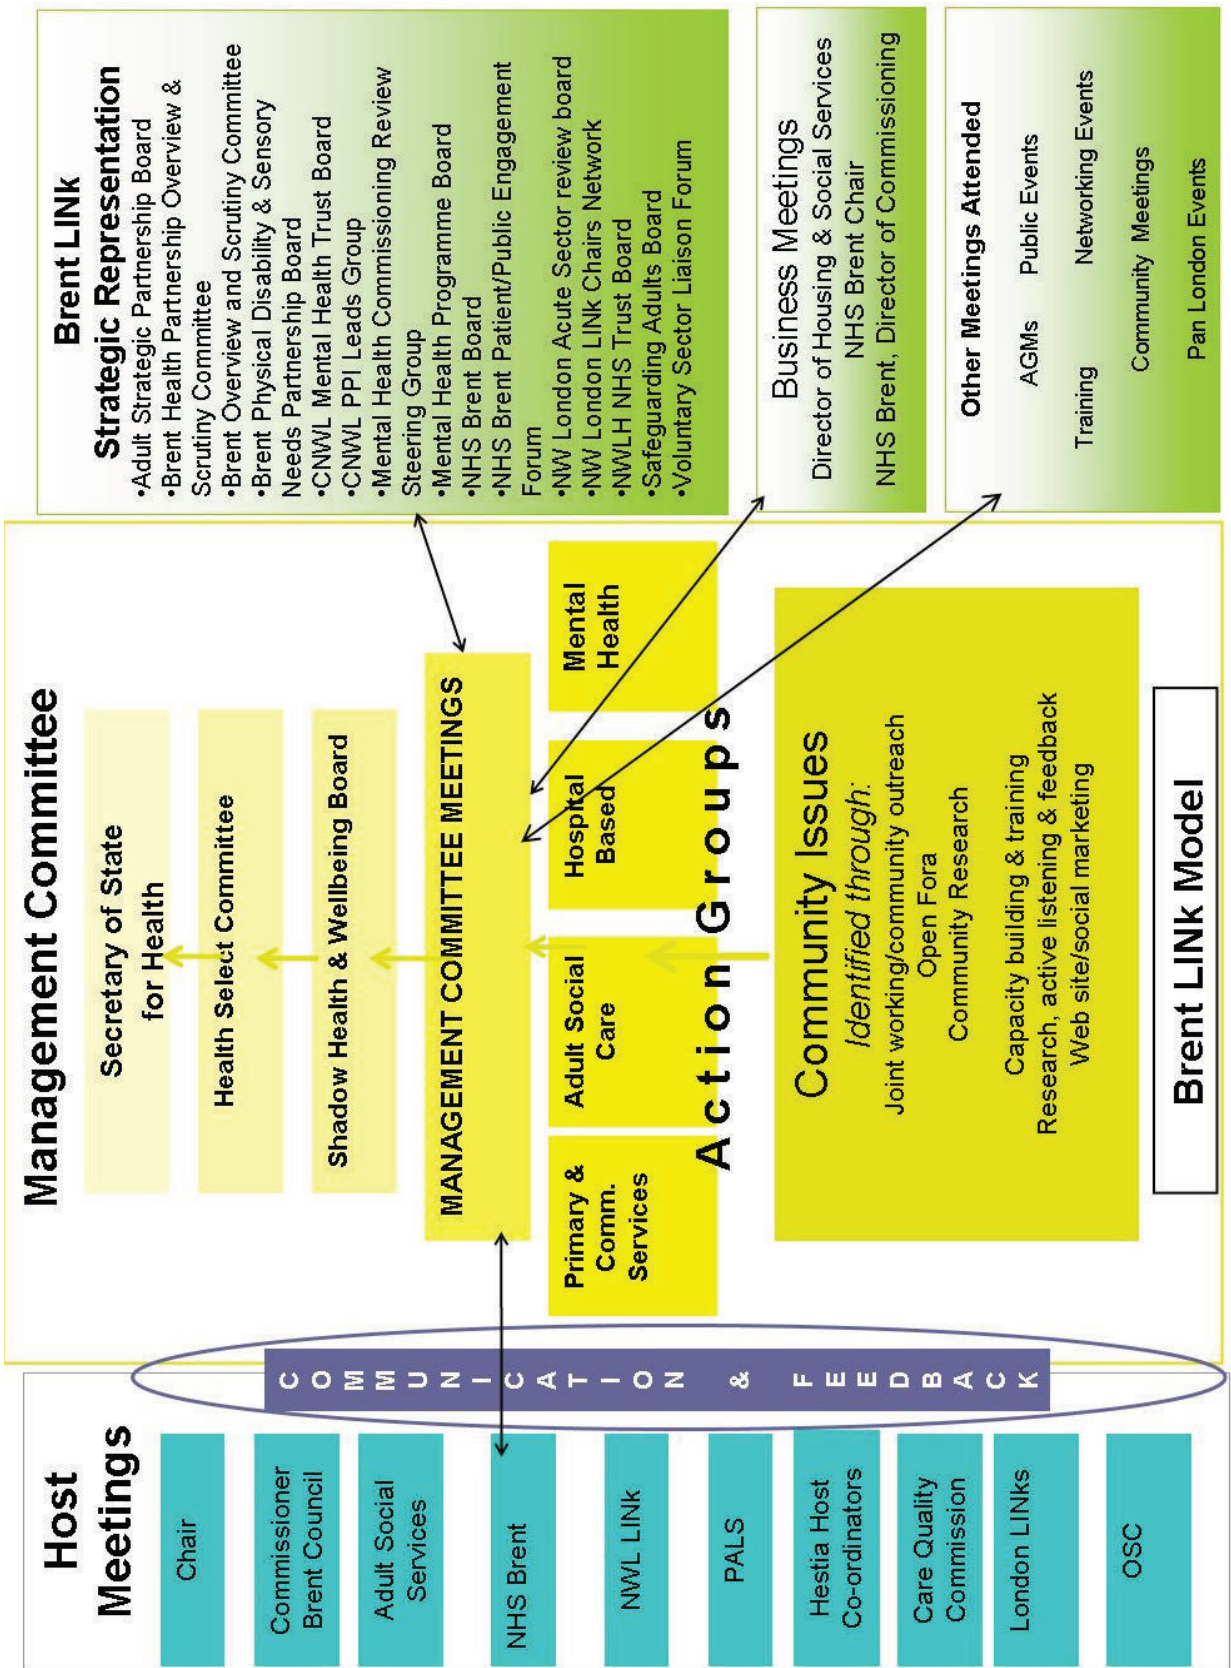 Host
Meetings
Chair
Commissioner
Brent Council
Adult Social
Services
NHS Brent
NWL LINk
PALS
Hestia Host
Co-ordinators
Care Quality
Commission
London LINks
OSC
COMMUNICATION & FEEDBACK
Management Committee
Secretary of State
for Health
Health Select Committee
Shadow Health & Wellbeing Board
MANAGEMENT COMMITTEE MEETINGS
Primary &
Comm.
Services
Adult Social
Care
Hospital
Based
Mental
Health
Action Groups
Community Issues
Identified through:
Joint working/community outreach
Open Fora
Community Research
Capacity building & training
Research, active listening & feedback
Web site/social marketing
Brent LINk Model
Brent LINk
Strategic Representation
•Adult Strategic Partnership Board
•Brent Health Partnership Overview &
Scrutiny Committee
•Brent Overview and Scrutiny Committee
•Brent Physical Disability & Sensory
Needs Partnership Board
•CNWL Mental Health Trust Board
•CNWL PPI Leads Group
•Mental Health Commissioning Review
Steering Group
•Mental Health Programme Board
•NHS Brent Board
•NHS Brent Patient/Public Engagement
Forum
•NW London Acute Sector review board
•NW London LINk Chairs Network
•NWLH NHS Trust Board
•Safeguarding Adults Board
•Voluntary Sector Liaison Forum
Business Meetings
Director of Housing & Social Services
NHS Brent Chair
NHS Brent, Director of Commissioning
Other Meetings Attended
AGMs Public Events
Training Networking Events
Community Meetings
Pan London Events